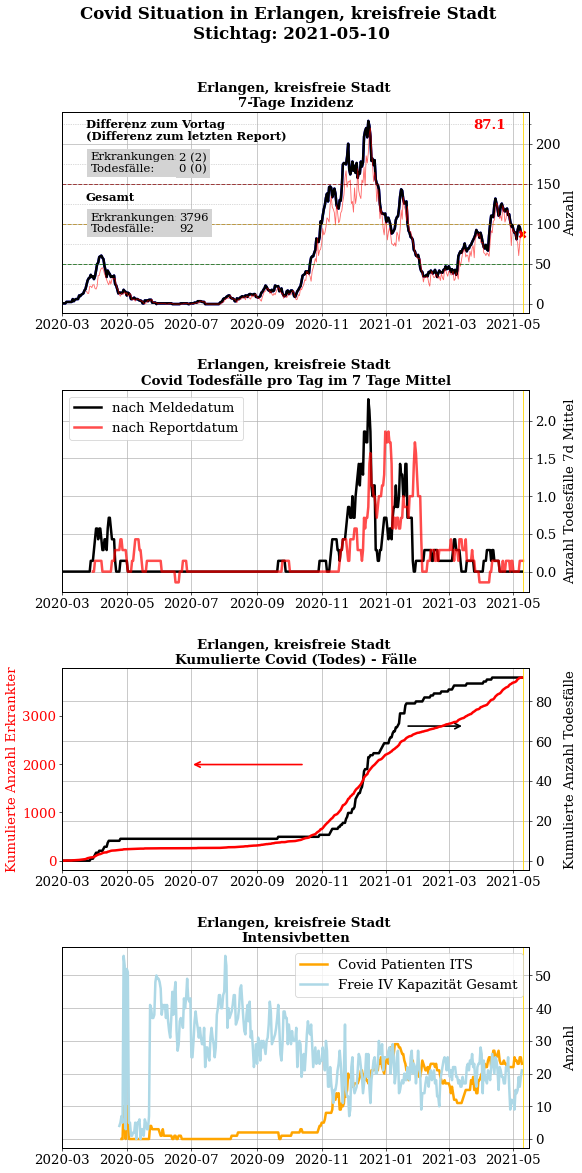 Covid Situation in Erlangen, kreisfreie Stadt
Stichtag: 2021-05-10
Erlangen, kreisfreie Stadt
7-Tage Inzidenz
Differenz zum Vortag
(Differenz zum letzten Report)
Erkrankungen 2 (2)
Todesfälle: 0 (0)
Gesamt
Erkrankungen 3796
Todesfälle: 92
87.1
200
150
100
50
0
Anzahl
2020-03 2020-05 2020-07 2020-09 2020-11 2021-01 2021-03 2021-05
Erlangen, kreisfreie Stadt
Covid Todesfälle pro Tag im 7 Tage Mittel
nach Meldedatum
nach Reportdatum
2.0
1.5
1.0
0.5
0.0
Anzahl Todesfälle 7d Mittel
2020-03 2020-05 2020-07 2020-09 2020-11 2021-01 2021-03 2021-05
Erlangen, kreisfreie Stadt
Kumulierte Covid (Todes) - Fälle
Kumulierte Anzahl Erkrankter
3000
2000
1000
0
80
60
40
20
0
Kumulierte Anzahl Todesfälle
2020-03 2020-05 2020-07 2020-09 2020-11 2021-01 2021-03 2021-05
Erlangen, kreisfreie Stadt
Intensivbetten
Covid Patienten ITS
Freie IV Kapazität Gesamt
50
40
30
20
10
0
Anzahl
2020-03 2020-05 2020-07 2020-09 2020-11 2021-01 2021-03 2021-05